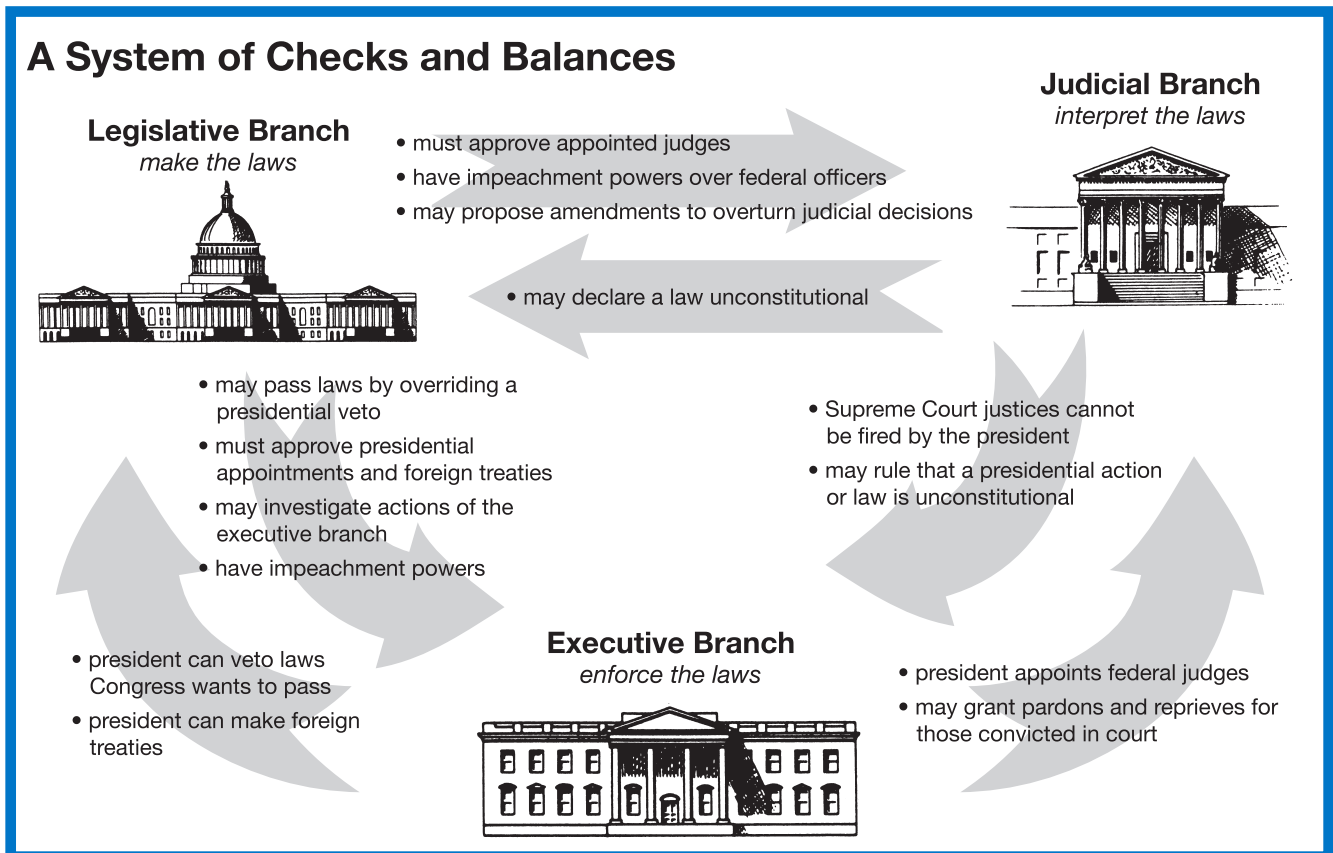 A System of Checks and Balances
Legislative Branch
make the laws
• must approve appointed judges
• have impeachment powers over federal officers
• may propose amendments to overturn judicial decisions
Judicial Branch
interpret the laws
• may declare a law unconstitutional
• may pass laws by overriding a
presidential veto
• must approve presidential
appointments and foreign treaties
• may investigate actions of the
executive branch
• have impeachment powers
• Supreme Court justices cannot
be fired by the president
• may rule that a presidential action
or law is unconstitutional
• president can veto laws
Congress wants to pass
• president can make foreign
treaties
Executive Branch
enforce the laws
• president appoints federal judges
• may grant pardons and reprieves for
those convicted in court